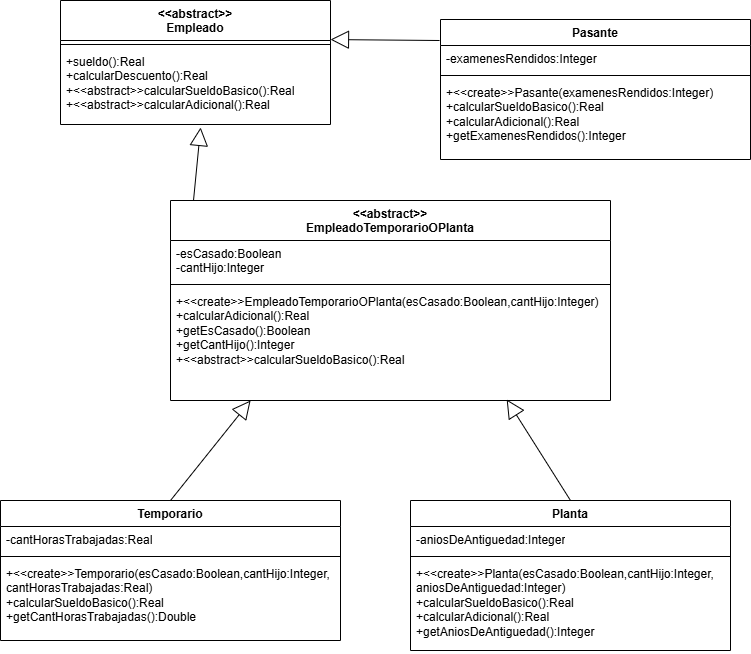 <<abstract>>
Empleado
+sueldo():Real
+calcularDescuento():Real
+<<abstract>>calcularSueldoBasico():Real
+<<abstract>>calcularAdicional():Real
Pasante
-examenesRendidos:Integer
+<<create>>Pasante(examenesRendidos:Integer)
+calcularSueldoBasico():Real
+calcularAdicional():Real
+getExamenesRendidos():Integer
<<abstract>>
EmpleadoTemporarioOPlanta
-esCasado:Boolean
-cantHijo:Integer
+<<create>>EmpleadoTemporarioOPlanta(esCasado:Boolean,cantHijo:Integer)
+calcularAdicional():Real
+getEsCasado():Boolean
+getCantHijo():Integer
+<<abstract>>calcularSueldoBasico():Real
Temporario
-cantHorasTrabajadas:Real
+<<create>>Temporario(esCasado:Boolean,cantHijo:Integer,
cantHorasTrabajadas:Real)
+calcularSueldoBasico():Real
+getCantHorasTrabajadas():Double
Planta
-aniosDeAntiguedad:Integer
+<<create>>Planta(esCasado:Boolean,cantHijo:Integer,
aniosDeAntiguedad:Integer)
+calcularSueldoBasico():Real
+calcularAdicional():Real
+getAniosDeAntiguedad():Integer